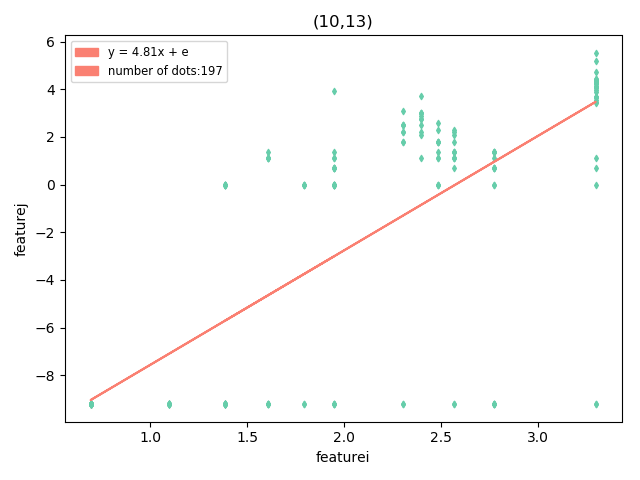 (10,13)
y = 4.81x + e
number of dots:197
6
4
2
0
−2
−4
−6
−8
featurej
1.0 1.5 2.0 2.5 3.0
featurei